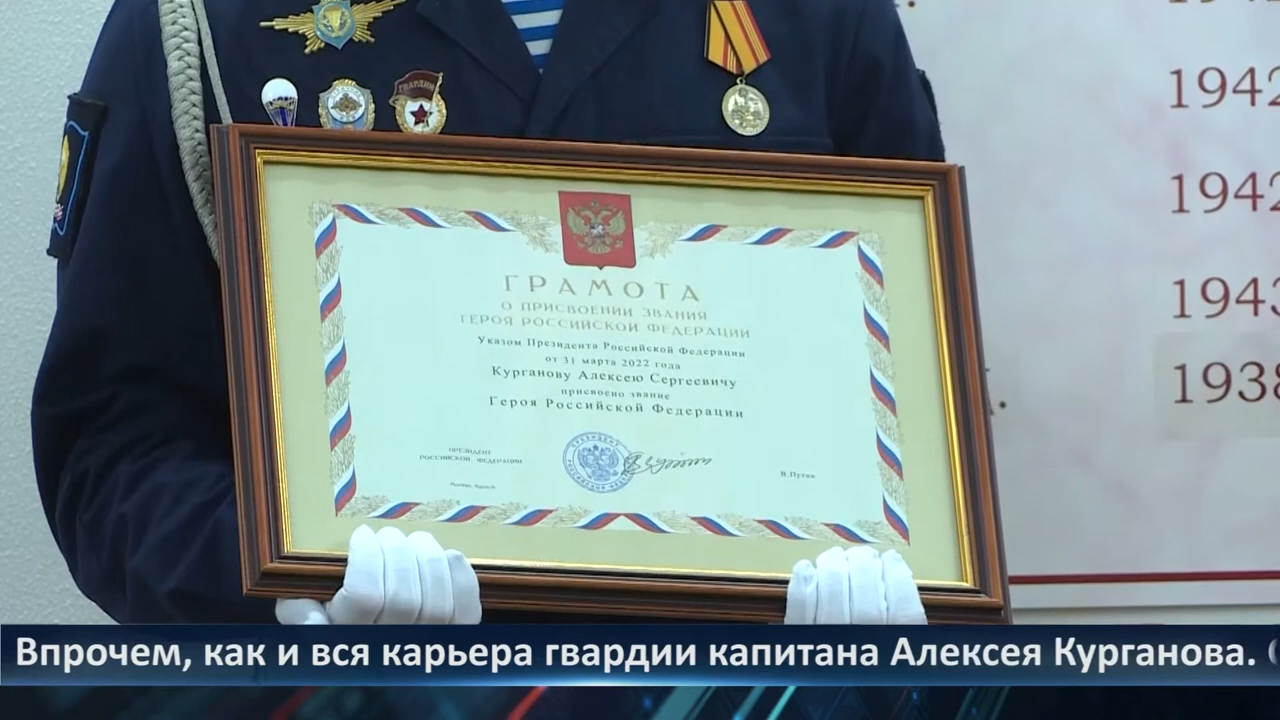 ГВАРДИЯ
1942
1942
1943
1938
ГРАМОТА
О ПРИСВОЕНИИ ЗВАНИЯ
ГЕРОЯ РОССИЙСКОЙ ФЕДЕРАЦИИ
Указом Президента Российской Федерации
от 31 марта 2022 года
Курганову Алексею Сергеевичу
присвоено звание
Героя Российской Федерации
ПРЕЗИДЕНТ
РОССИЙСКОЙ ФЕДЕРАЦИИ
В.Путин
Москва, Кремль
Впрочем, как и вся карьера гвардии капитана Алексея Курганова.